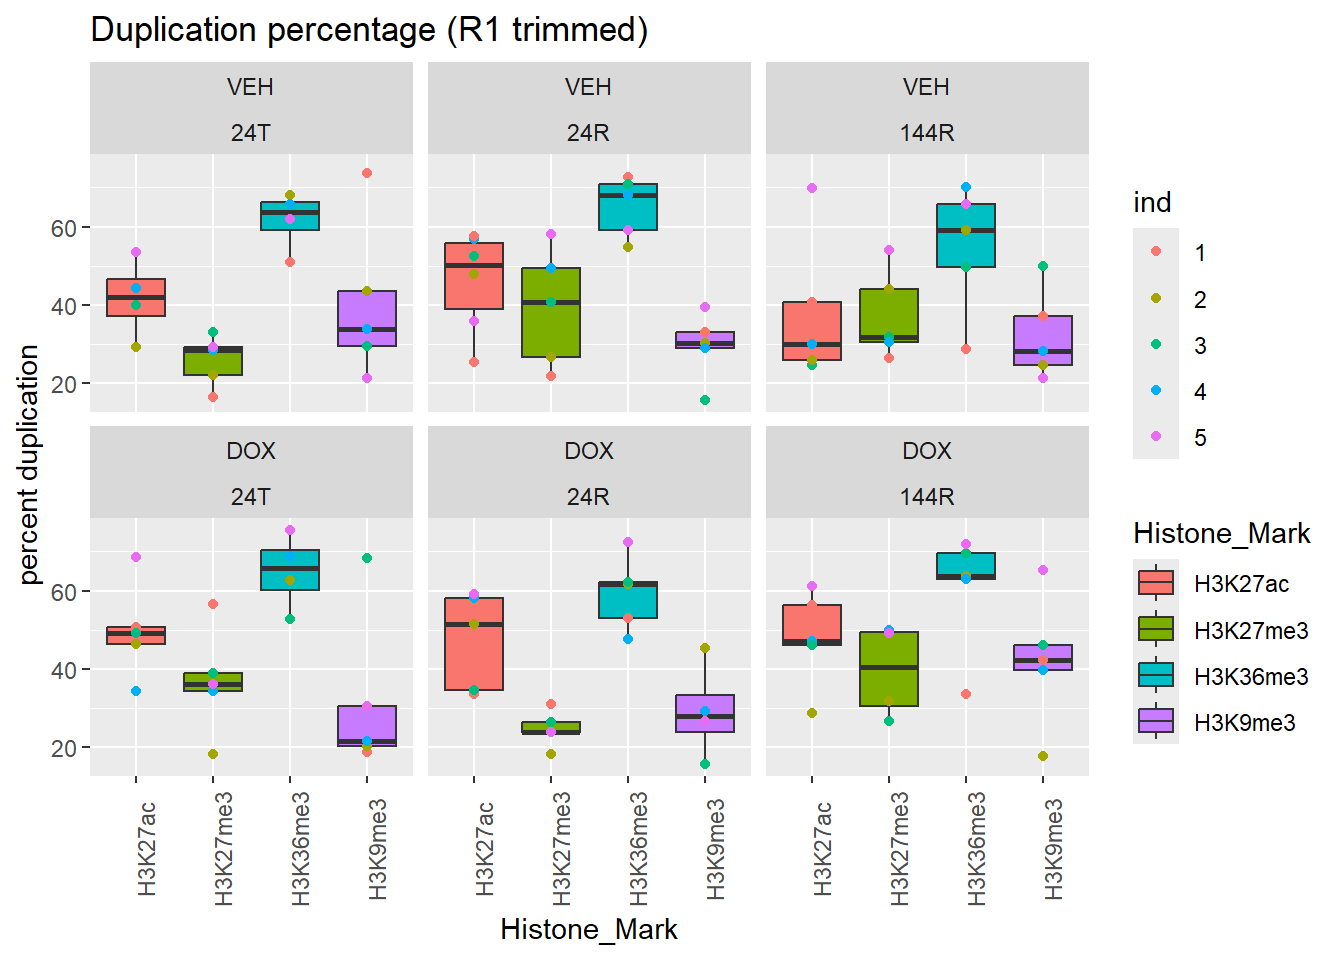 Duplication percentage (R1 trimmed)
VEH
24T
VEH
24R
VEH
144R
60
40
20
DOX
24T
DOX
24R
DOX
144R
60
40
20
percent duplication
H3K27ac
H3K27me3
H3K36me3
H3K9me3
H3K27ac
H3K27me3
H3K36me3
H3K9me3
H3K27ac
H3K27me3
H3K36me3
H3K9me3
Histone_Mark
ind
1
2
3
4
5
Histone_Mark
H3K27ac
H3K27me3
H3K36me3
H3K9me3